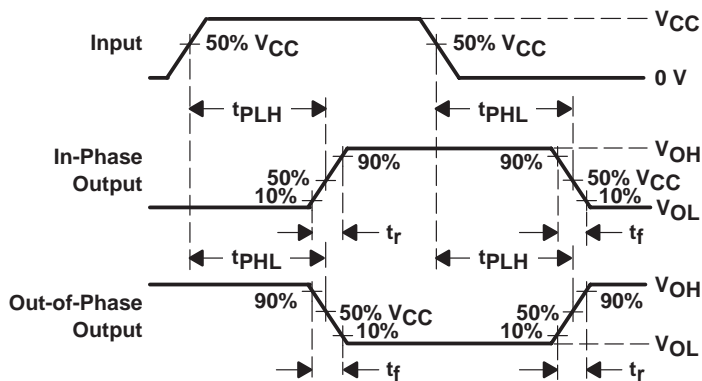 VCC
Input
50% VCC
50% VCC
0 V
tPLH
tPHL
In-Phase
Output
VOH
90%
90%
50%
50% VCC
10%
10%
VOL
tr
tf
tPHL
tPLH
Out-of-Phase
Output
VOH
90%
90%
50% VCC
50%
10%
10%
VOL
tf
tr